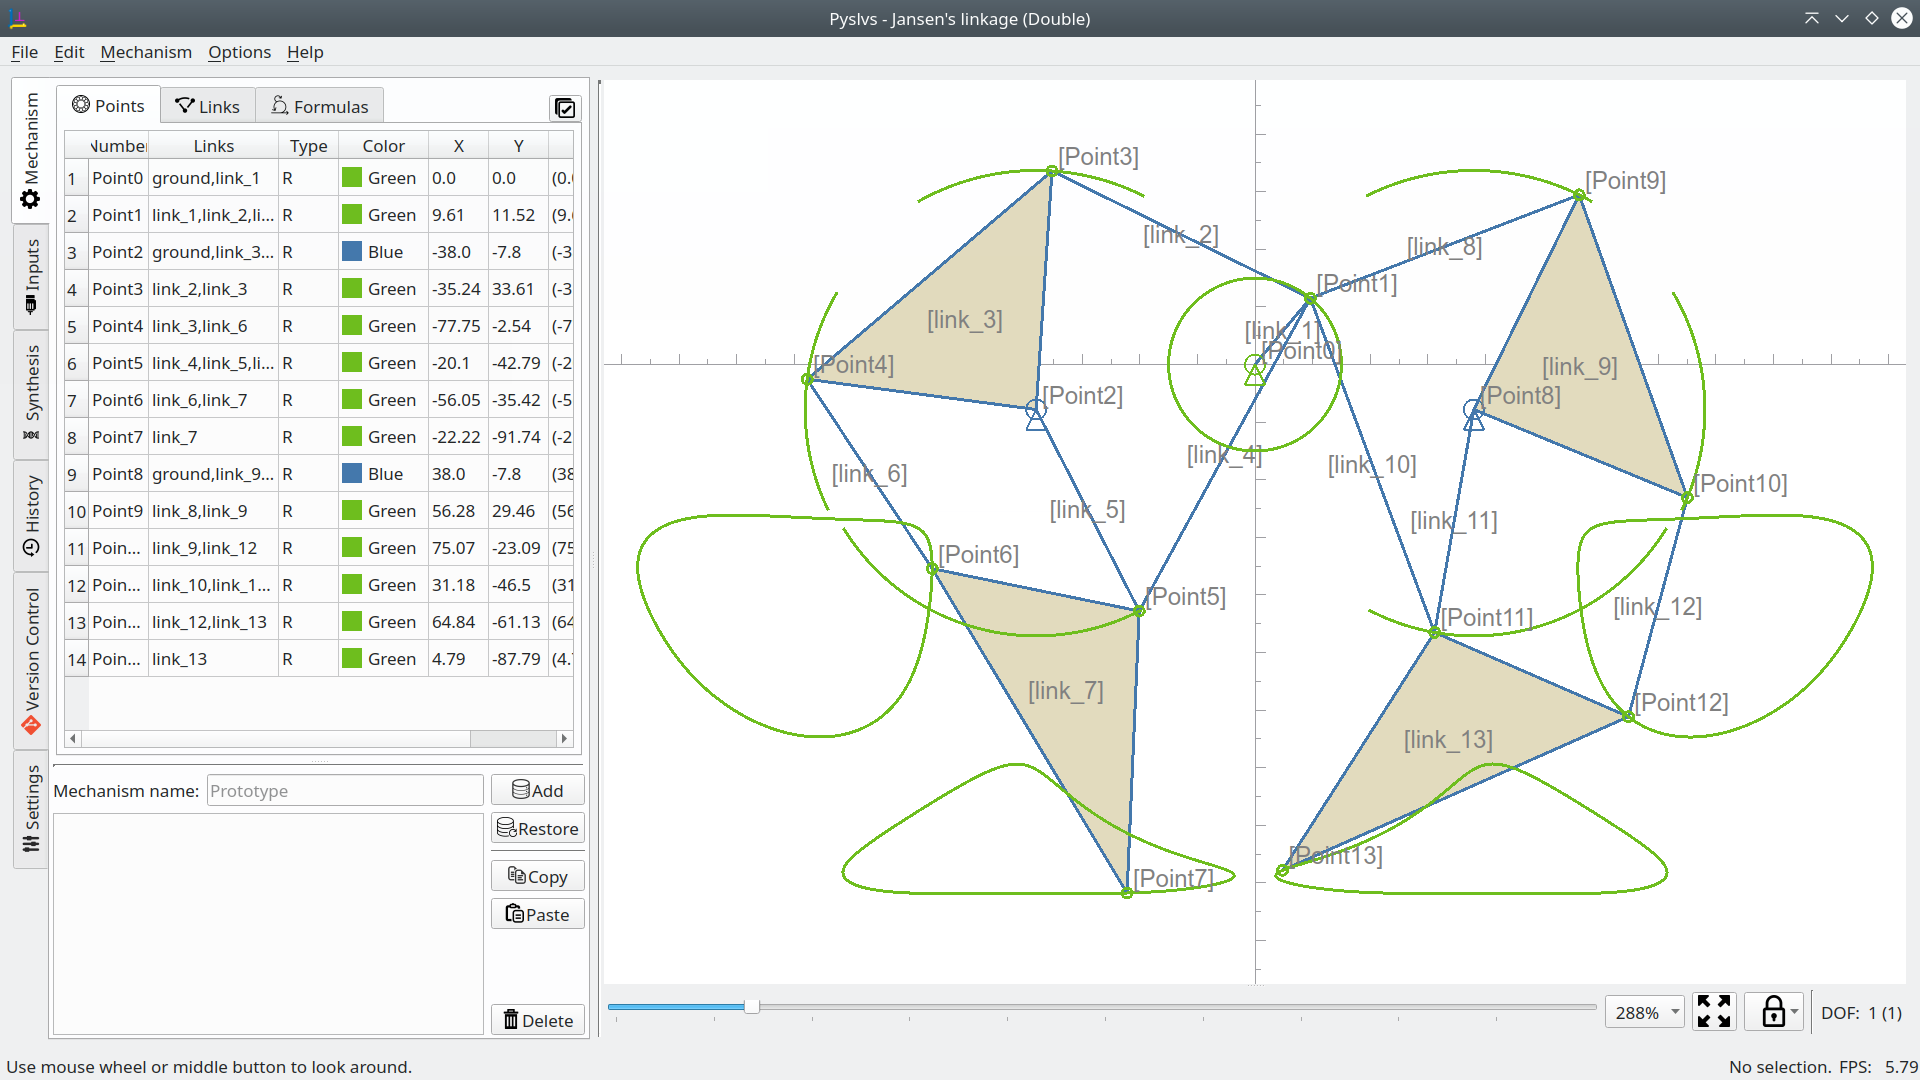 Pyslvs - Jansen's linkage (Double)
File Edit Mechanism Options Help
Mechanism
Inputs
Synthesis
History
Version Control
Settings
Points Links Formulas
Number Links Type Color X Y
1 Point0 ground,link_1 R Green 0.0 0.0 (0.
2 Point1 link_1,link_2,li... R Green 9.61 11.52 (9.
3 Point2 ground,link_3... R Blue -38.0 -7.8 (-3
4 Point3 link_2,link_3 R Green -35.24 33.61 (-3
5 Point4 link_3,link_6 R Green -77.75 -2.54 (-7
6 Point5 link_4,link_5,li... R Green -20.1 -42.79 (-2
7 Point6 link_6,link_7 R Green -56.05 -35.42 (-5
8 Point7 link_7 R Green -22.22 -91.74 (-2
9 Point8 ground,link_9... R Blue 38.0 -7.8 (38
10 Point9 link_8,link_9 R Green 56.28 29.46 (56
11 Poin... link_9,link_12 R Green 75.07 -23.09 (75
12 Poin... link_10,link_1... R Green 31.18 -46.5 (31
13 Poin... link_12,link_13 R Green 64.84 -61.13 (64
14 Poin... link_13 R Green 4.79 -87.79 (4.
Mechanism name: Prototype
Add
Restore
Copy
Paste
Delete
[Point3]
[Point9]
[link_2]
[link_8]
[Point1]
[link_3]
[link_1]
[Point0]
[Point4]
[link_9]
[Point2]
[Point8]
[link_4]
[link_10]
[link_6]
[Point10]
[link_5]
[link_11]
[Point6]
[Point5]
[link_12]
[Point11]
[link_7]
[Point12]
[link_13]
[Point13]
[Point7]
288%
DOF: 1 (1)
Use mouse wheel or middle button to look around.
No selection. FPS: 5.79